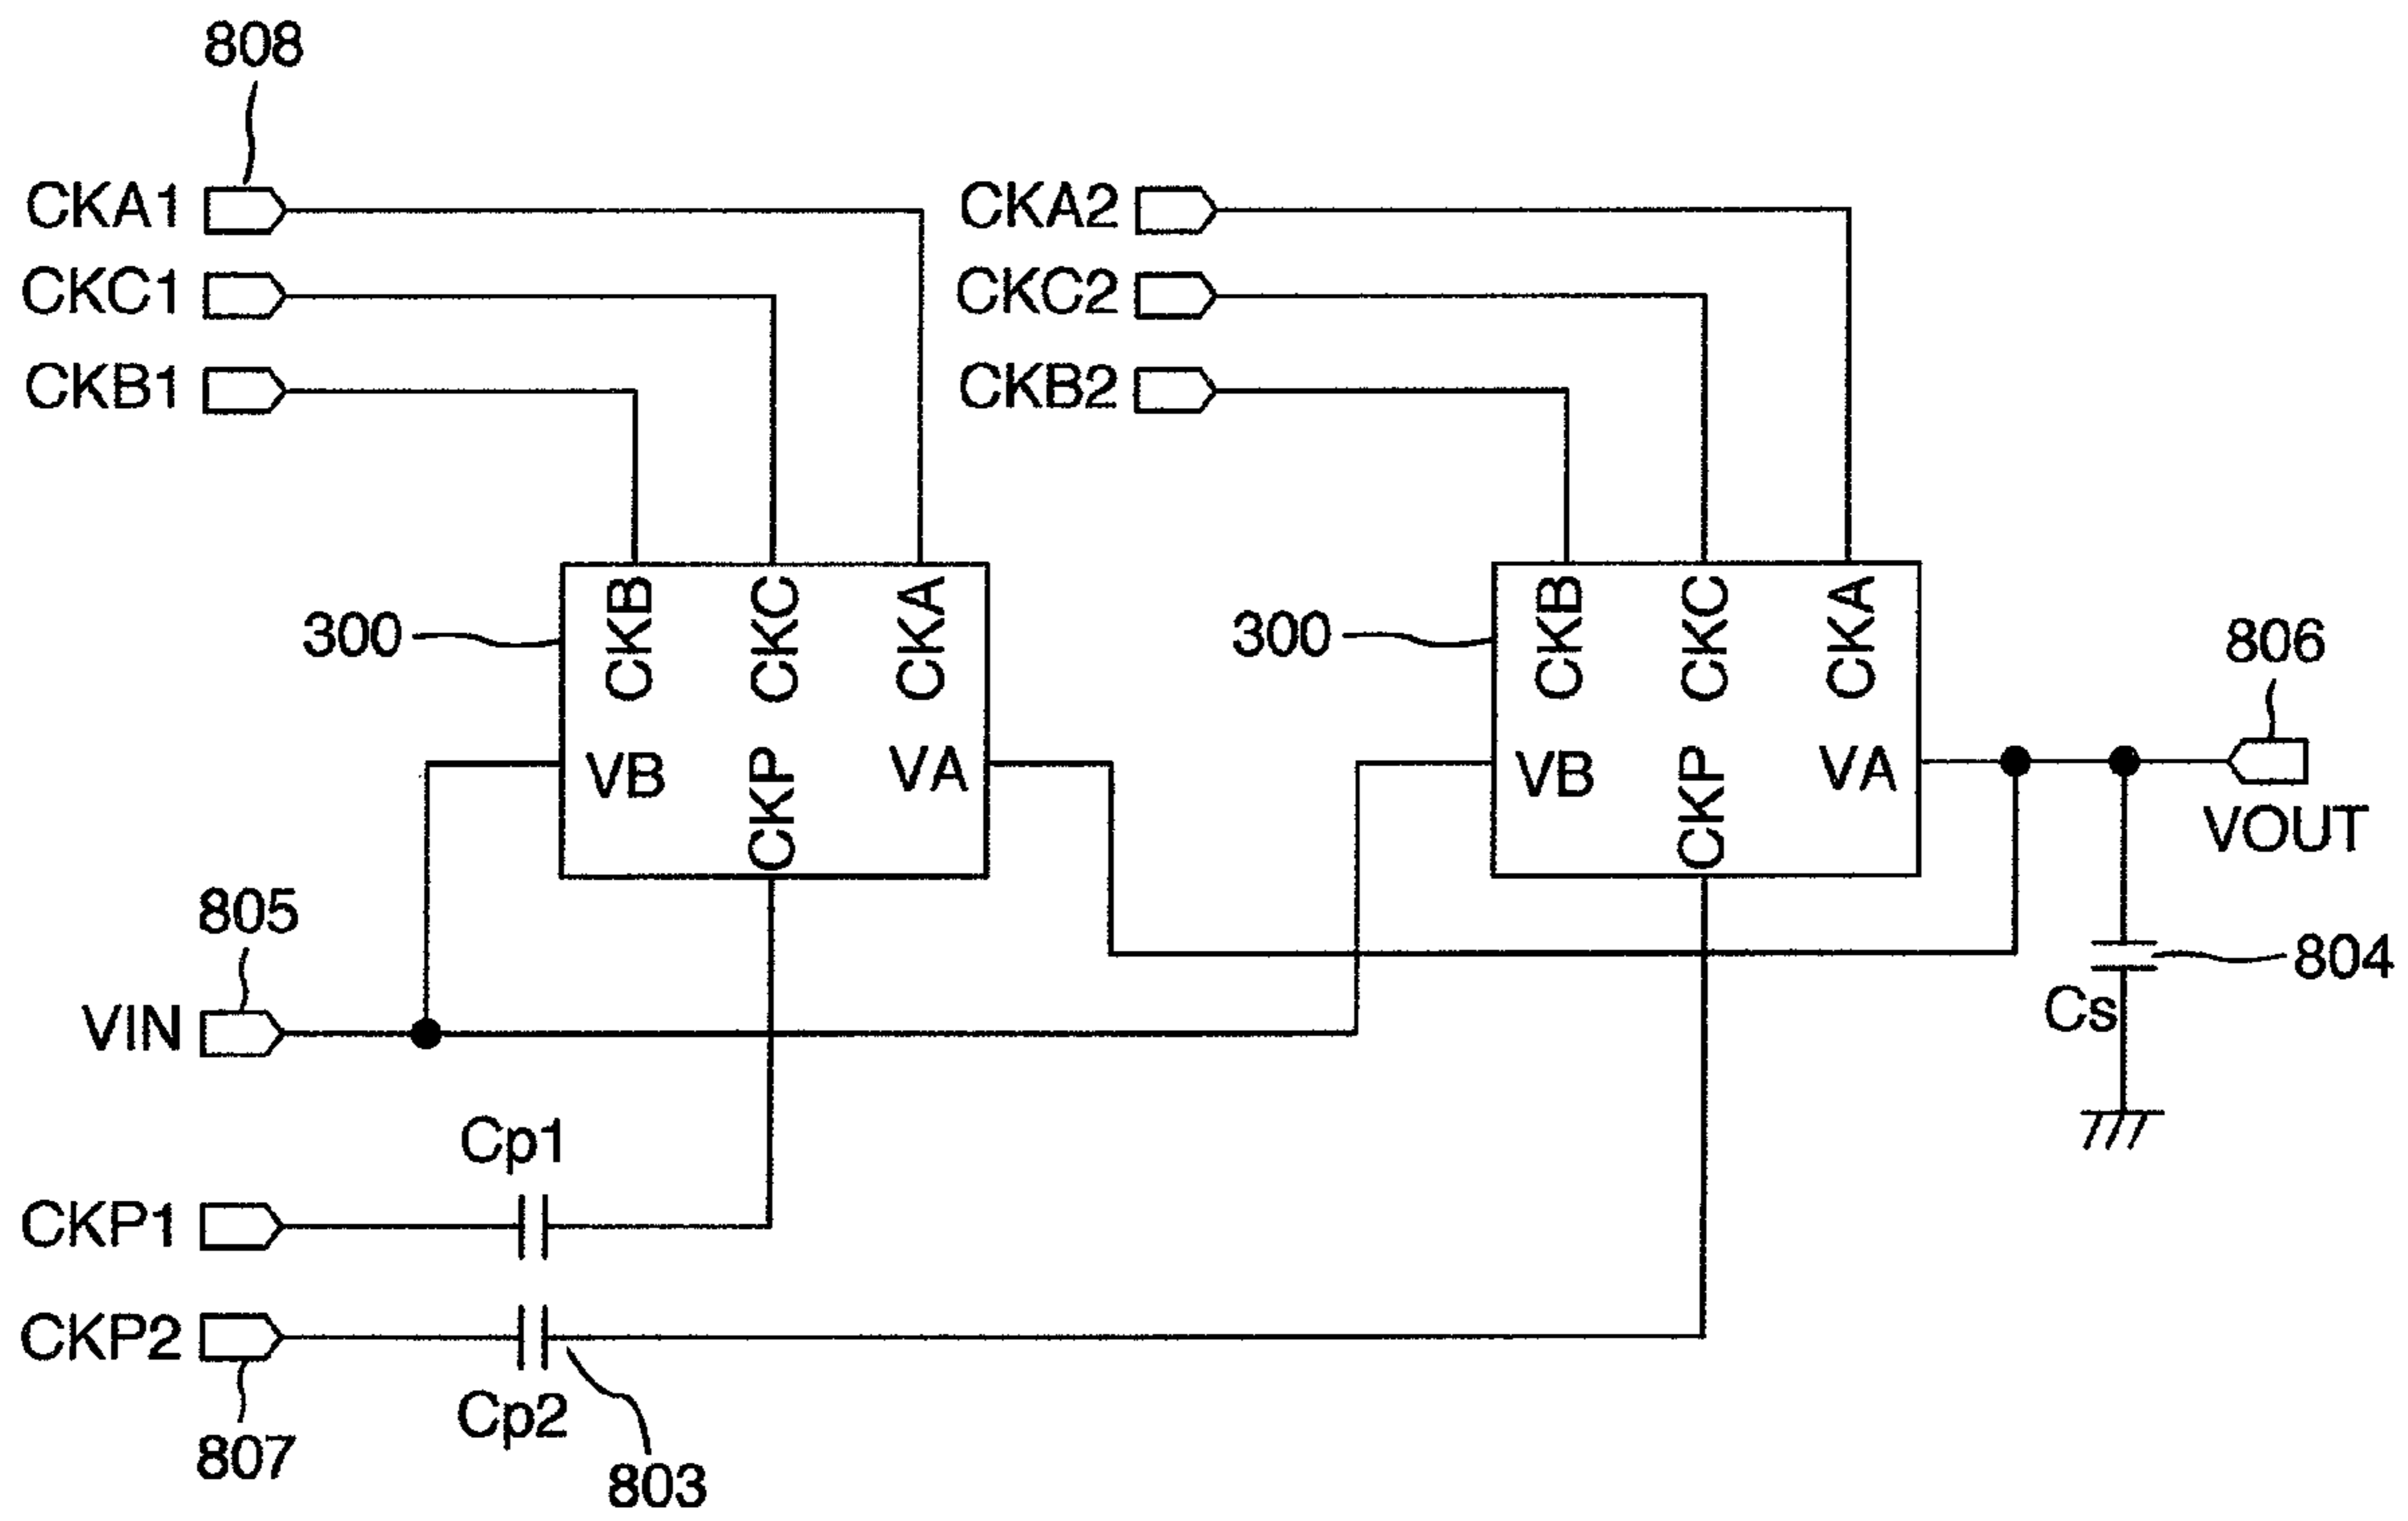 808
CKA1
CKA2
CKC1
CKC2
CKB1
CKB2
300
CKB
CKC
CKA
300
CKB
CKC
CKA
806
VB
CKP
VA
VB
CKP
VA
VOUT
805
804
Cs
VIN
Cp1
CKP1
CKP2
Cp2
807
803